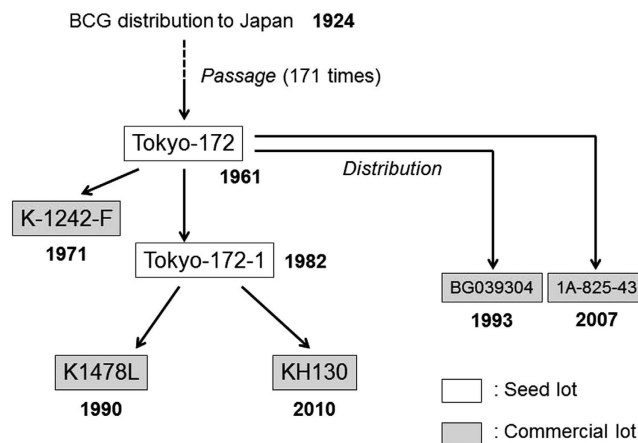 BCG distribution to Japan 1924
Passage (171 times)
Tokyo-172
1961
Distribution
K-1242-F
1971
Tokyo-172-1
1982
BG039304
1A-825-43
1993
2007
K1478L
KH130
1990
2010
: Seed lot
: Commercial lot